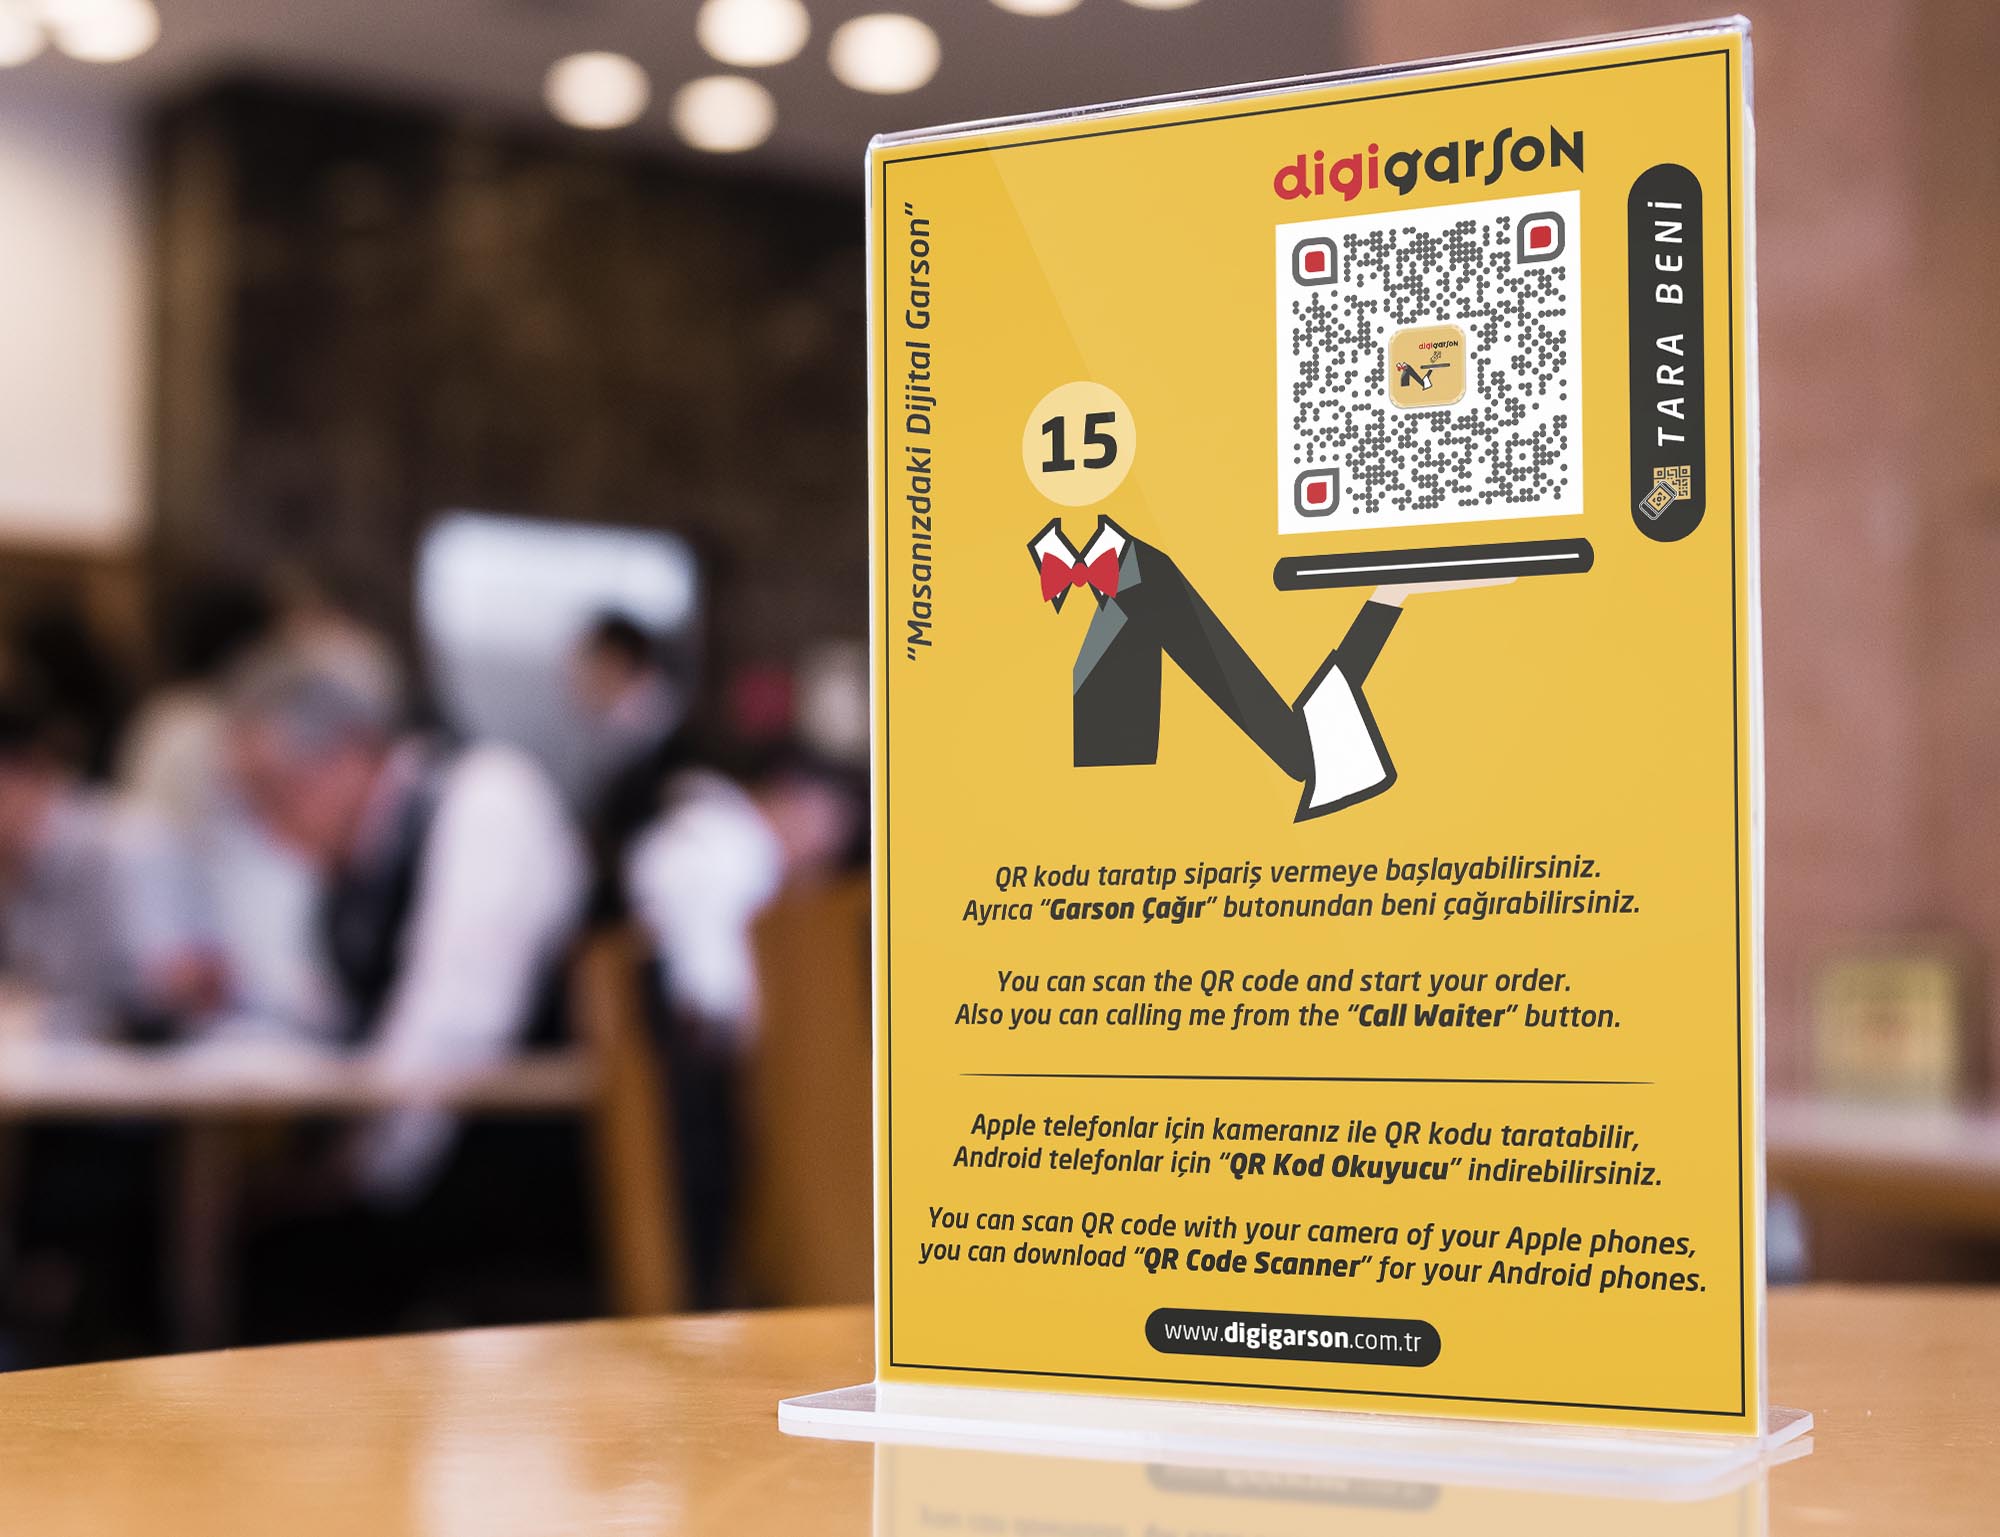 digigarson
"Masanızdaki Dijital Garson"
TARA BENİ
digigarson
15
QR kodu taratıp sipariş vermeye başlayabilirsiniz.
Ayrıca "Garson Çağır" butonundan beni çağırabilirsiniz.
You can scan the QR code and start your order.
Also you can calling me from the "Call Waiter" button.
Apple telefonlar için kameranız ile QR kodu taratabilir,
Android telefonlar için "QR Kod Okuyucu" indirebilirsiniz.
You can scan QR code with your camera of your Apple phones,
you can download "QR Code Scanner" for your Android phones.
www.digigarson.com.tr